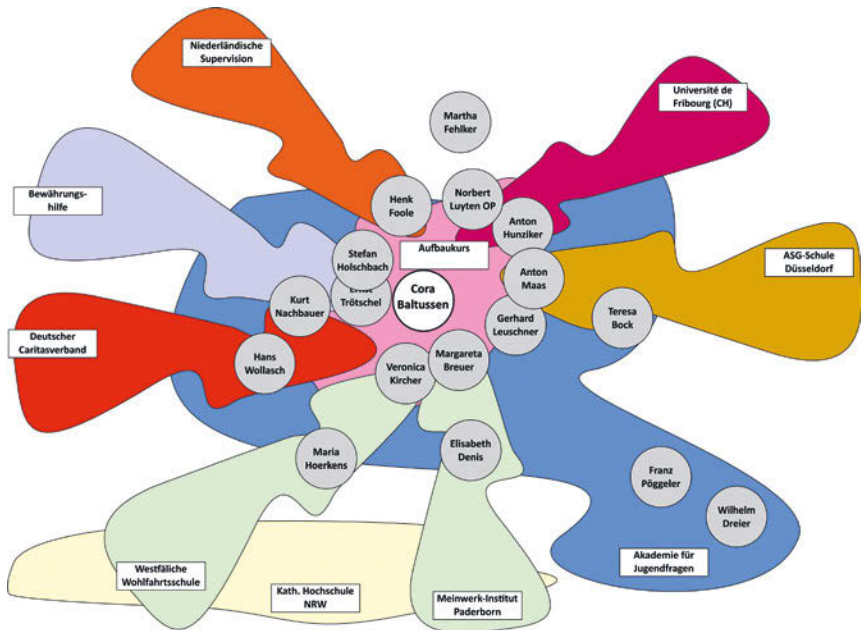 Niederländische
Supervision
Université de
Fribourg (CH)
Martha
Fehlker
Bewährungs-
hilfe
Henk
Foole
Norbert
Luyten OP
Anton
Hunziker
Aufbaukurs
Stefan
Holschbach
ASG-Schule
Düsseldorf
Anton
Maas
Cora
Baltussen
Ernst
Trötschel
Kurt
Nachbauer
Gerhard
Leuschner
Teresa
Bock
Deutscher
Caritasverband
Hans
Wollasch
Veronica
Kircher
Margareta
Breuer
Maria
Hoerkens
Elisabeth
Denis
Franz
Pöggeler
Wilhelm
Dreier
Akademie für
Jugendfragen
Westfäliche
Wohlfahrtsschule
Kath. Hochschule
NRW
Meinwerk-Institut
Paderborn